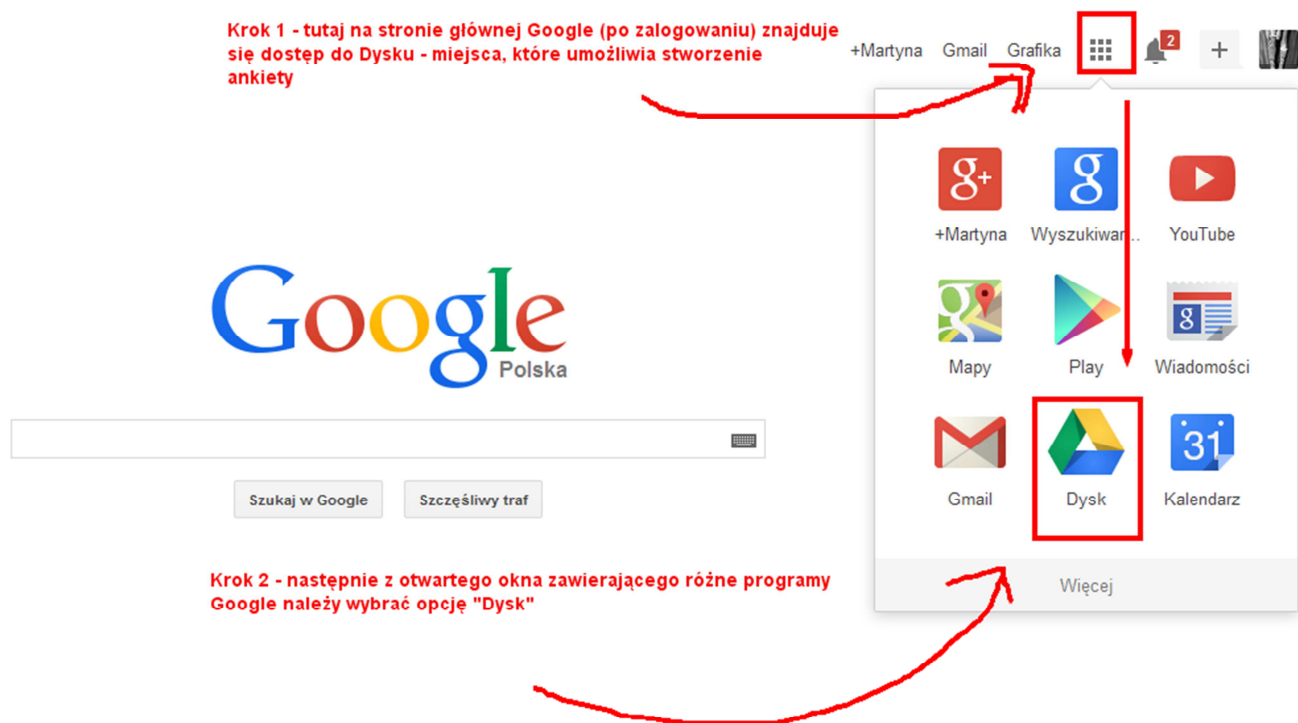 Krok 1 - tutaj na stronie głównej Google (po zalogowaniu) znajduje
się dostęp do Dysku - miejsca, które umożliwia stworzenie
ankiety
+Martyna Gmail Grafika 2 +
g+ g
+Martyna Wyszukiwar... YouTube
g g
Mapy Play Wiadomości
31
Gmail Dysk Kalendarz
Więcej
Google
Polska
Szukaj w Google Szczęśliwy traf
Krok 2 - następnie z otwartego okna zawierającego różne programy
Google należy wybrać opcję "Dysk"